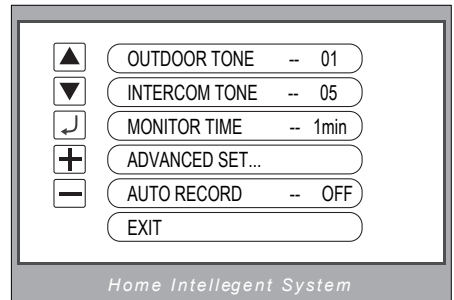 OUTDOOR TONE -- 01
INTERCOM TONE -- 05
MONITOR TIME -- 1min
ADVANCED SET...
AUTO RECORD -- OFF
EXIT
Home Intellegent System